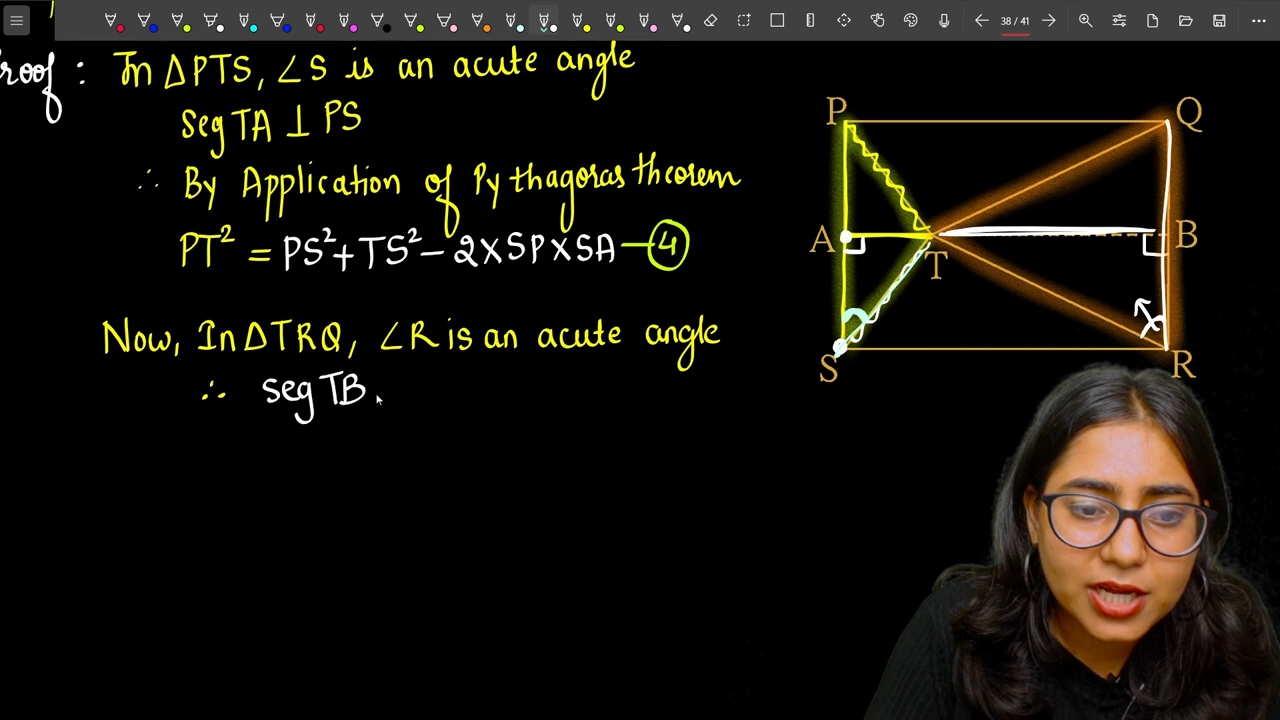 38 / 41
roof : In ΔPTS, ∠S is an acute angle
seg TA ⊥ PS
∴ By Application of Pythagoras theorem
PT² = PS² + TS² − 2×SP×SA — ④
Now, In ΔTRQ, ∠R is an acute angle
∴ seg TB
P
Q
A
T
B
S
R